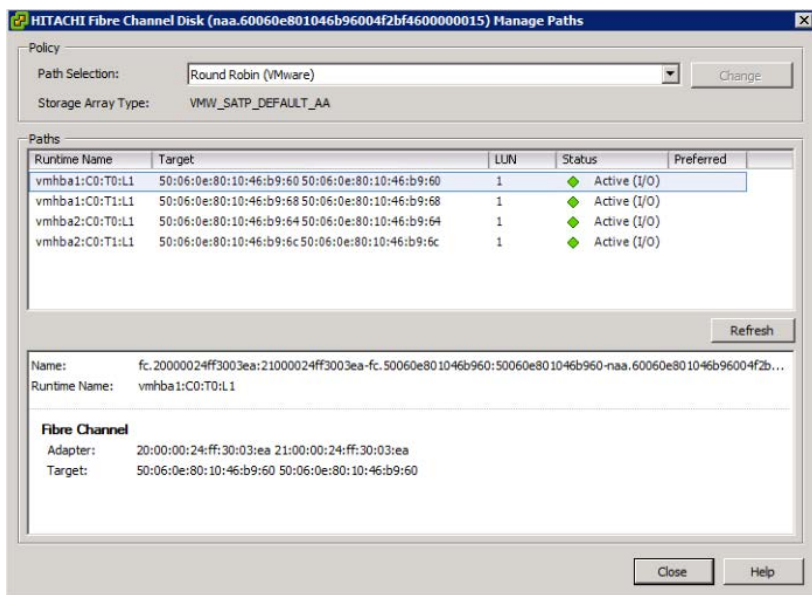 HITACHI Fibre Channel Disk (naa.60060e801046b96004f2bf4600000015) Manage Paths
Policy
Path Selection: Round Robin (VMware) Change
Storage Array Type: VMW_SATP_DEFAULT_AA
Paths
Runtime Name Target LUN Status Preferred
vmhba1:C0:T0:L1 50:06:0e:80:10:46:b9:60 50:06:0e:80:10:46:b9:60 1 Active (I/O)
vmhba1:C0:T1:L1 50:06:0e:80:10:46:b9:68 50:06:0e:80:10:46:b9:68 1 Active (I/O)
vmhba2:C0:T0:L1 50:06:0e:80:10:46:b9:64 50:06:0e:80:10:46:b9:64 1 Active (I/O)
vmhba2:C0:T1:L1 50:06:0e:80:10:46:b9:6c 50:06:0e:80:10:46:b9:6c 1 Active (I/O)
Refresh
Name: fc.20000024ff3003ea:21000024ff3003ea-fc.50060e801046b960:50060e801046b960-naa.60060e801046b96004f2b...
Runtime Name: vmhba1:C0:T0:L1
Fibre Channel
Adapter: 20:00:00:24:ff:30:03:ea 21:00:00:24:ff:30:03:ea
Target: 50:06:0e:80:10:46:b9:60 50:06:0e:80:10:46:b9:60
Close Help